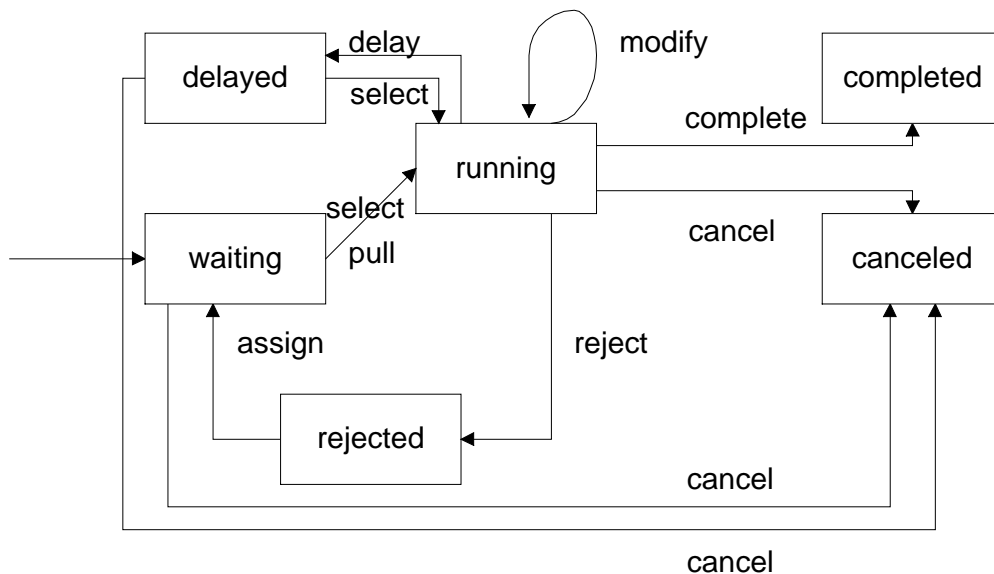 delay
modify
delayed
completed
select
complete
running
select
cancel
waiting
pull
canceled
assign
reject
rejected
cancel
cancel